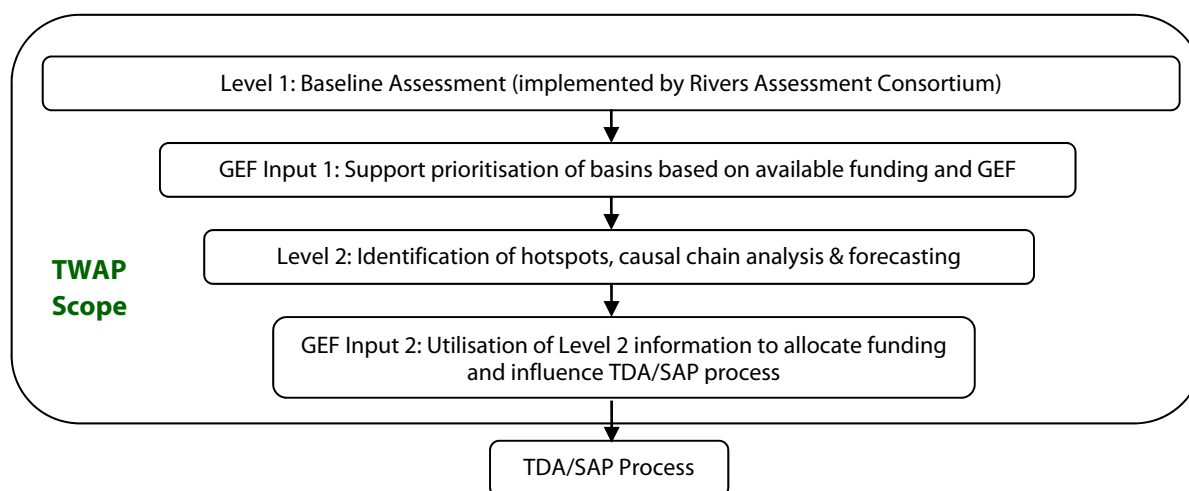 Level 1: Baseline Assessment (implemented by Rivers Assessment Consortium)
GEF Input 1: Support prioritisation of basins based on available funding and GEF
Level 2: Identification of hotspots, causal chain analysis & forecasting
TWAP
Scope
GEF Input 2: Utilisation of Level 2 information to allocate funding
and influence TDA/SAP process
TDA/SAP Process